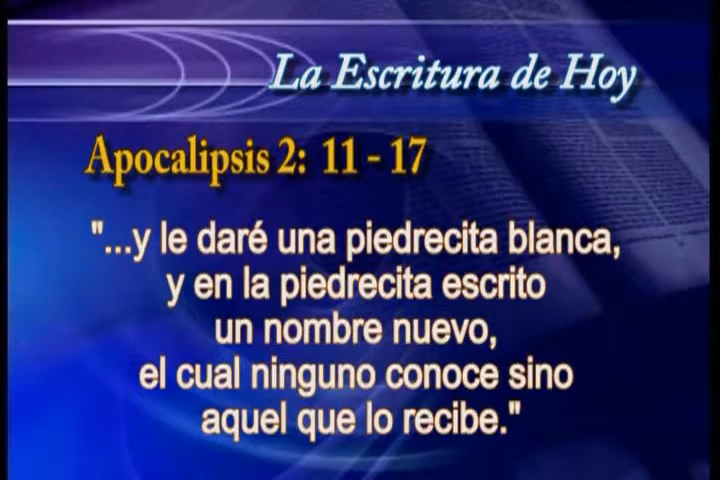 La Escritura de Hoy
Apocalipsis 2: 11 - 17
"...y le daré una piedrecita blanca,
y en la piedrecita escrito
un nombre nuevo,
el cual ninguno conoce sino
aquel que lo recibe."